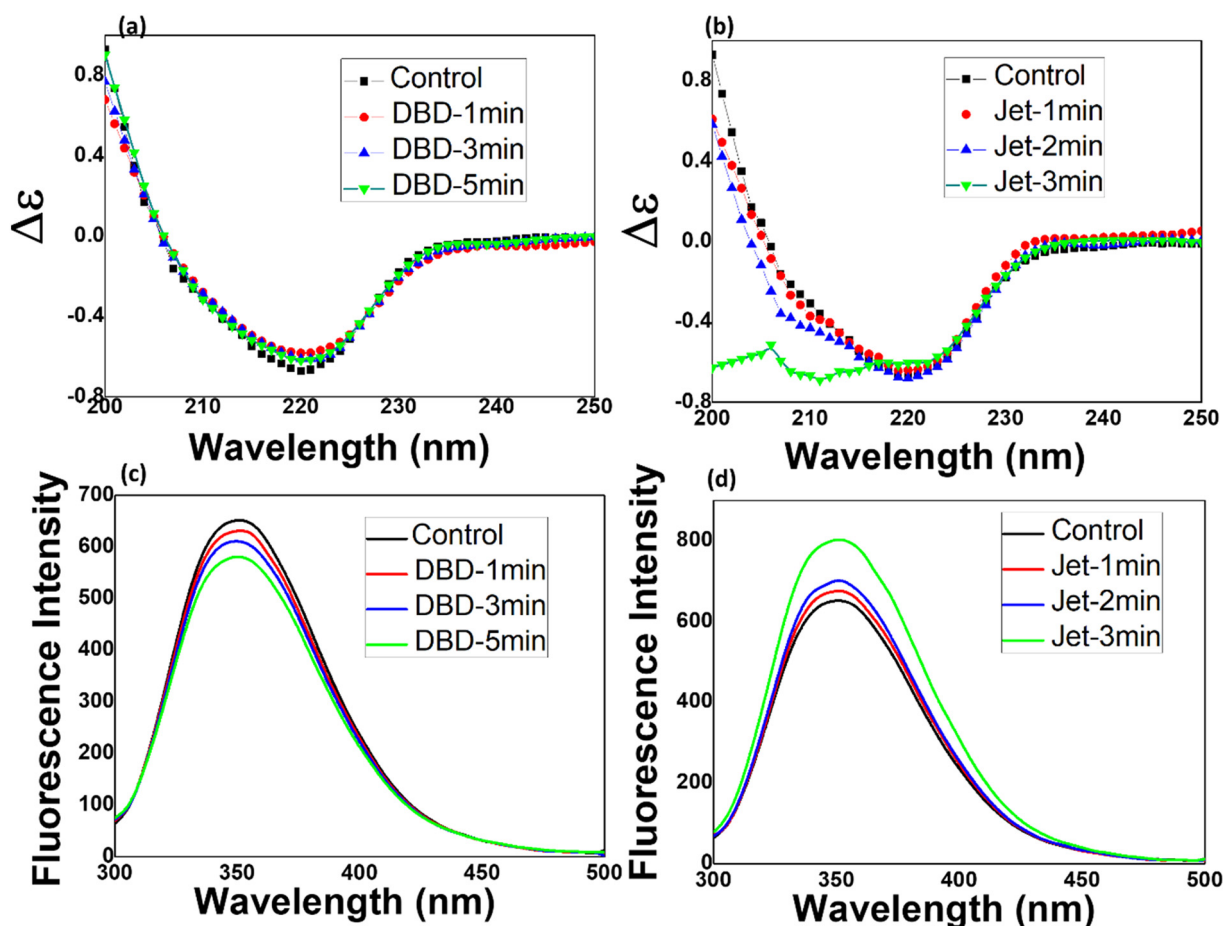 (a)
Δε
0.8
0.4
0.0
-0.4
-0.8
200 210 220 230 240 250
Wavelength (nm)
Control
DBD-1min
DBD-3min
DBD-5min
(b)
Δε
0.8
0.4
0.0
-0.4
-0.8
200 210 220 230 240 250
Wavelength (nm)
Control
Jet-1min
Jet-2min
Jet-3min
(c)
Fluorescence Intensity
700
600
500
400
300
200
100
0
300 350 400 450 500
Wavelength (nm)
Control
DBD-1min
DBD-3min
DBD-5min
(d)
Fluorescence Intensity
800
600
400
200
0
300 350 400 450 500
Wavelength (nm)
Control
Jet-1min
Jet-2min
Jet-3min